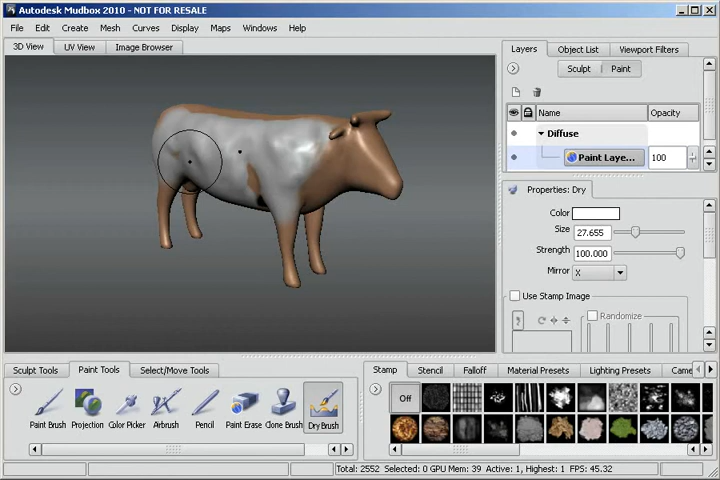 Autodesk Mudbox 2010 - NOT FOR RESALE
File Edit Create Mesh Curves Display Maps Windows Help
3D View UV View Image Browser
Layers Object List Viewport Filters
Sculpt Paint
Name Opacity
Diffuse
Paint Laye... 100
Properties: Dry
Color
Size 27.655
Strength 100.000
Mirror X
Use Stamp Image
Randomize
Sculpt Tools Paint Tools Select/Move Tools
Stamp Stencil Falloff Material Presets Lighting Presets Came
Off
Paint Brush Projection Color Picker Airbrush Pencil Paint Erase Clone Brush Dry Brush
Total: 2552 Selected: 0 GPU Mem: 39 Active: 1, Highest: 1 FPS: 45.32